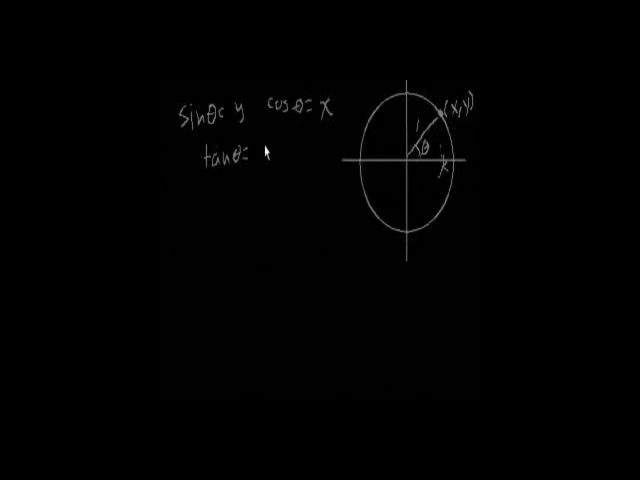 sinθ= y cosθ= x
tanθ=
(x,y)
1
θ
x